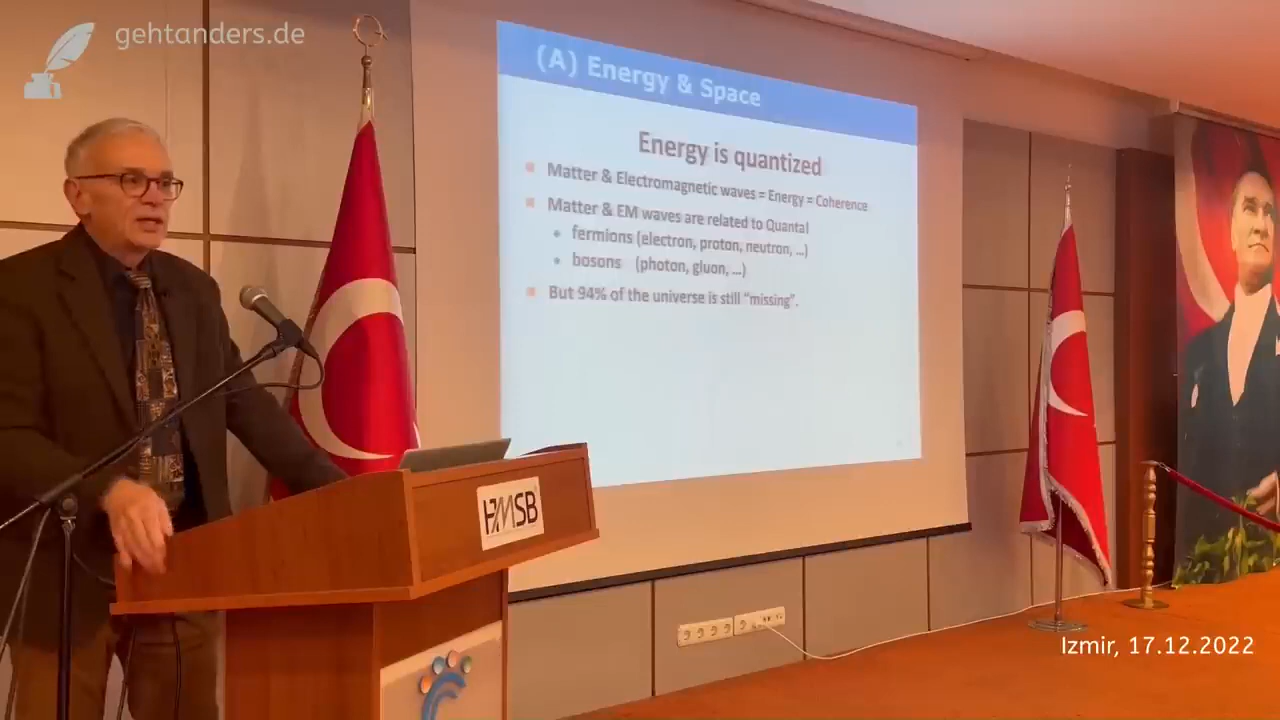 gehtanders.de
(A) Energy & Space
Energy is quantized
Matter & Electromagnetic waves = Energy = Coherence
Matter & EM waves are related to Quanta!
fermions (electron, proton, neutron, …)
bosons (photon, gluon, …)
But 94% of the universe is still “missing”.
HMSB
Izmir, 17.12.2022